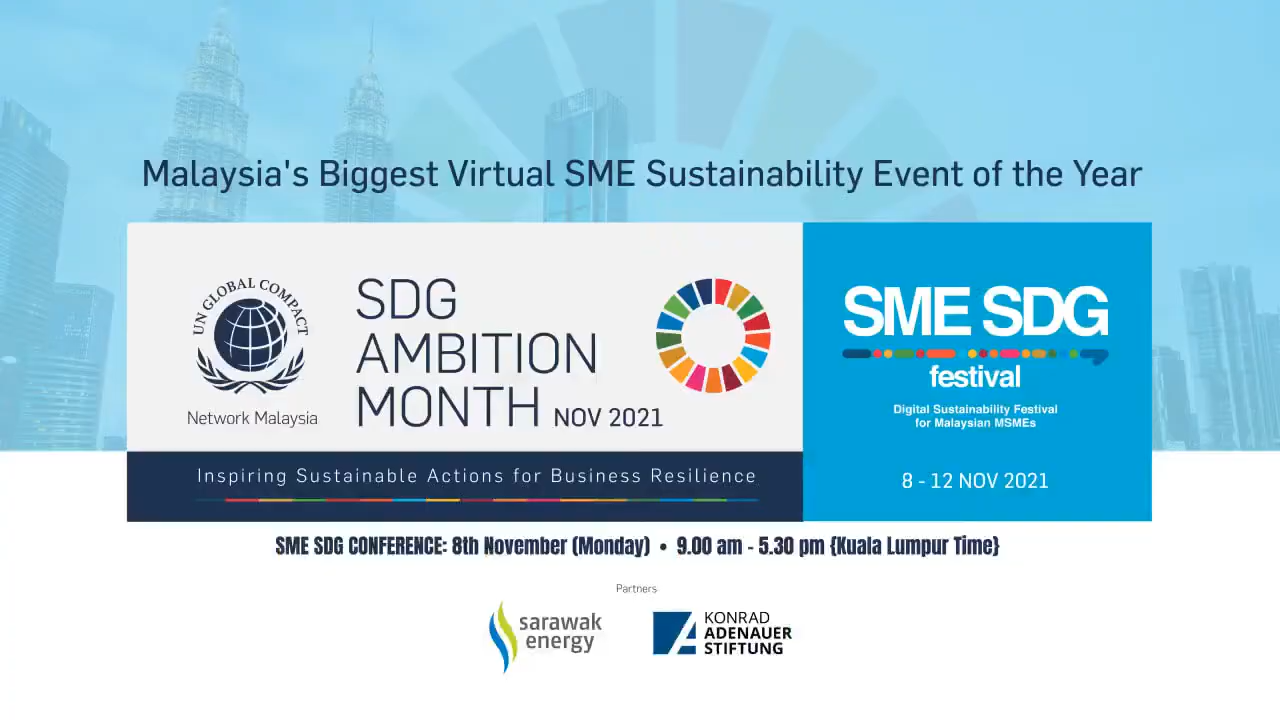 Malaysia's Biggest Virtual SME Sustainability Event of the Year
UN GLOBAL COMPACT
Network Malaysia
SDG
AMBITION
MONTH NOV 2021
Inspiring Sustainable Actions for Business Resilience
SME SDG
festival
Digital Sustainability Festival
for Malaysian MSMEs
8 - 12 NOV 2021
SME SDG CONFERENCE: 8th November (Monday) • 9.00 am - 5.30 pm {Kuala Lumpur Time}
Partners
sarawak
energy
KONRAD
ADENAUER
STIFTUNG